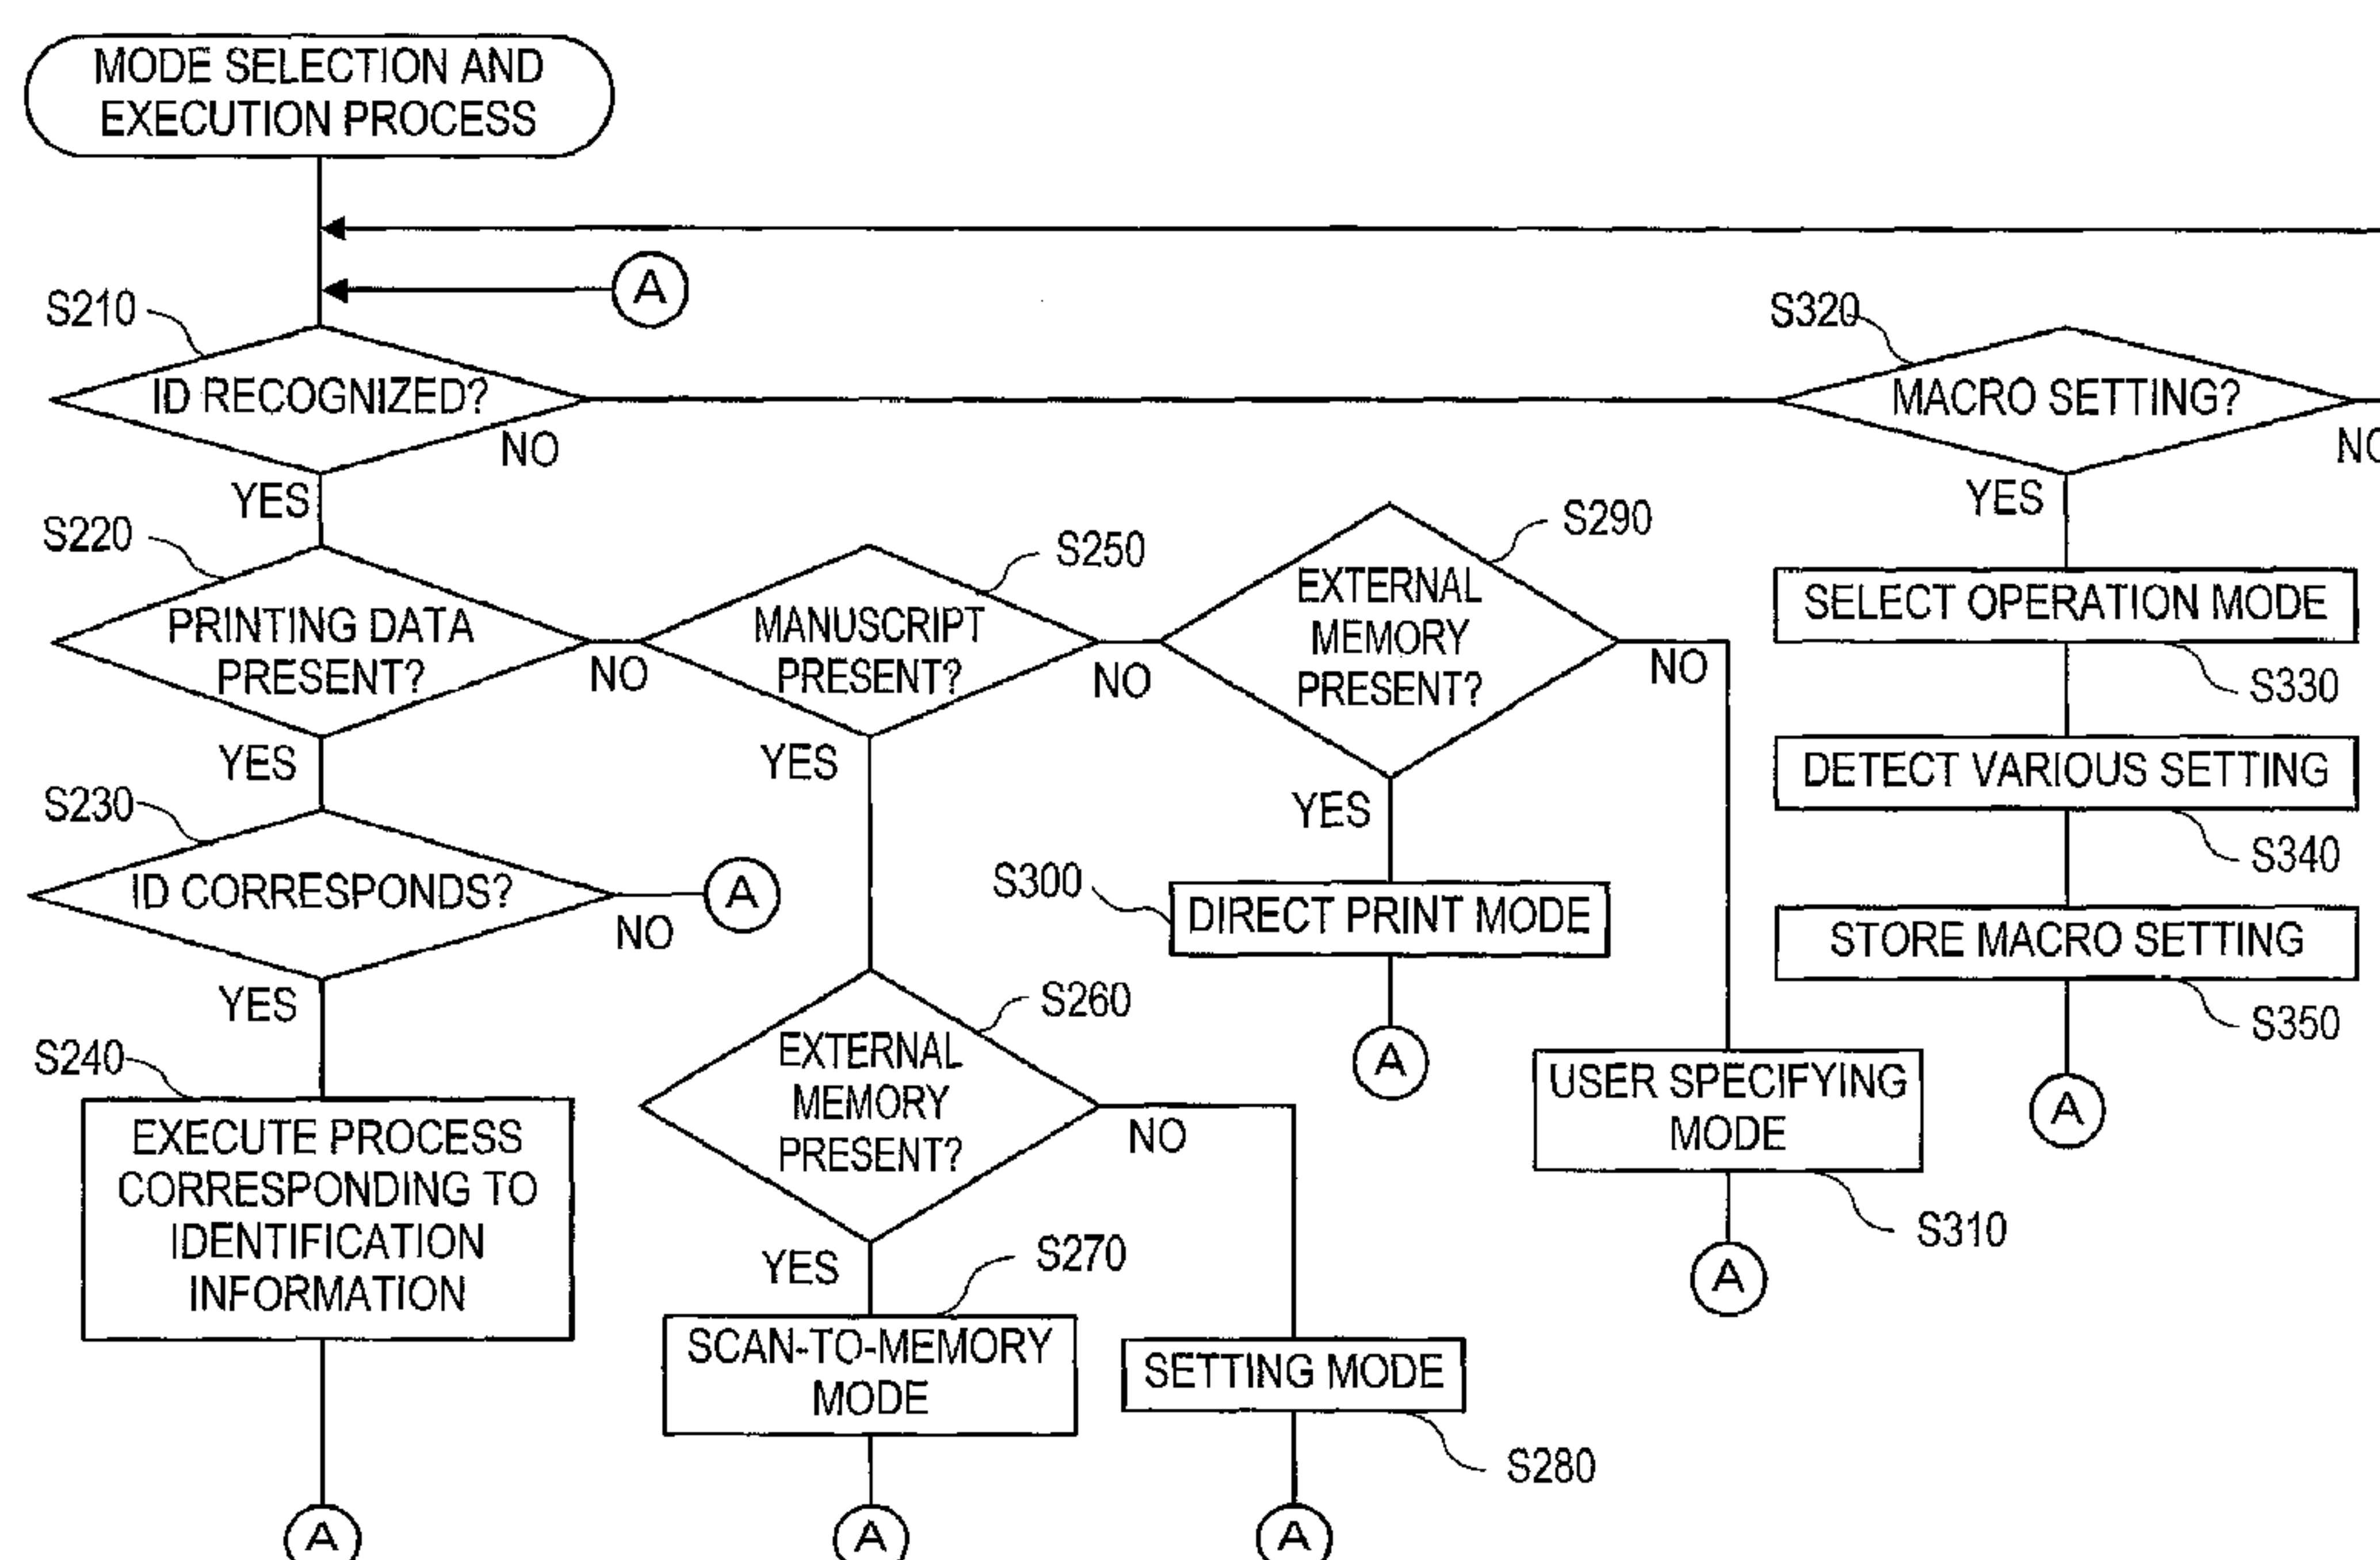 MODE SELECTION AND
EXECUTION PROCESS
A
S210
ID RECOGNIZED?
NO
YES
S320
MACRO SETTING?
NO
YES
S220
PRINTING DATA
PRESENT?
NO
YES
S250
MANUSCRIPT
PRESENT?
NO
YES
S290
EXTERNAL
MEMORY
PRESENT?
NO
YES
SELECT OPERATION MODE
S330
DETECT VARIOUS SETTING
S340
STORE MACRO SETTING
S350
A
S230
ID CORRESPONDS?
NO
A
YES
S300
DIRECT PRINT MODE
A
S240
EXECUTE PROCESS
CORRESPONDING TO
IDENTIFICATION
INFORMATION
A
S260
EXTERNAL
MEMORY
PRESENT?
NO
YES
S270
SCAN-TO-MEMORY
MODE
A
SETTING MODE
S280
A
USER SPECIFYING
MODE
S310
A